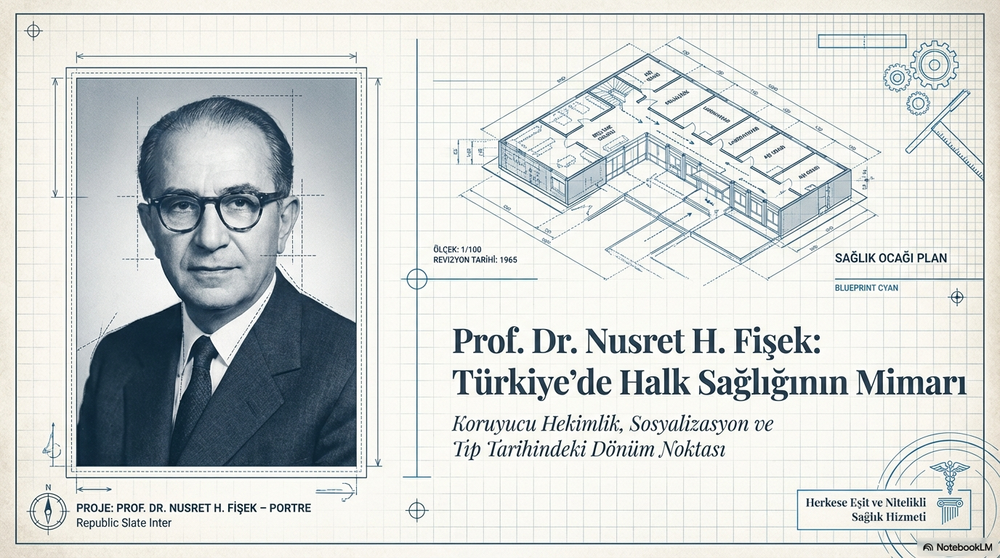 ÖLÇEK: 1/100
REVIZYON TARİHİ: 1965
SAĞLIK OCAĞI PLAN
BLUEPRINT CYAN
Prof. Dr. Nusret H. Fişek:
Türkiye’de Halk Sağlığının Mimarı
Koruyucu Hekimlik, Sosyalizasyon ve
Tıp Tarihindeki Dönüm Noktası
N
PROJE: PROF. DR. NUSRET H. FİŞEK – PORTRE
Republic Slate Inter
Herkese Eşit ve Nitelikli
Sağlık Hizmeti
NotebookLM